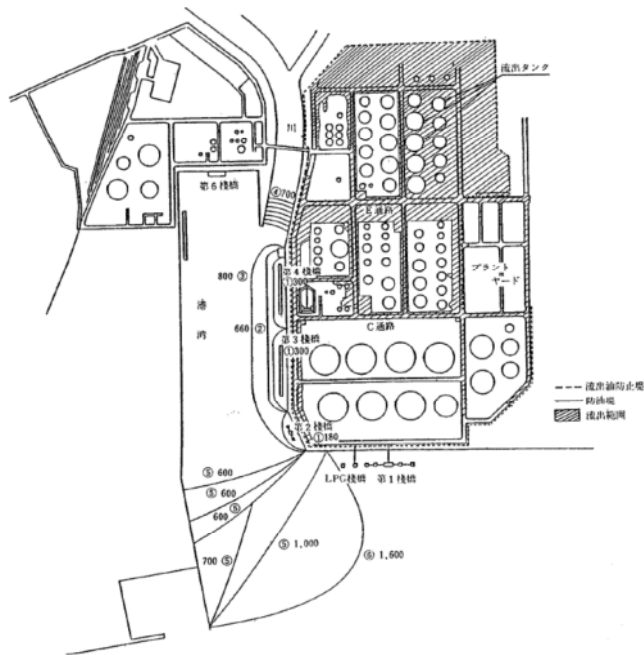 流出タンク
川
④700
第6棧橋
E通路
800 ③
第4棧橋
①300
プラント
ヤード
港
湾
660 ②
C通路
第3棧橋
①300
流出油防止堤
防油堤
流出範囲
第2棧橋
①180
LPG棧橋
第1棧橋
⑤ 600
⑤ 600
600 ⑤
⑤ 1,000
⑥ 1,600
700 ⑤